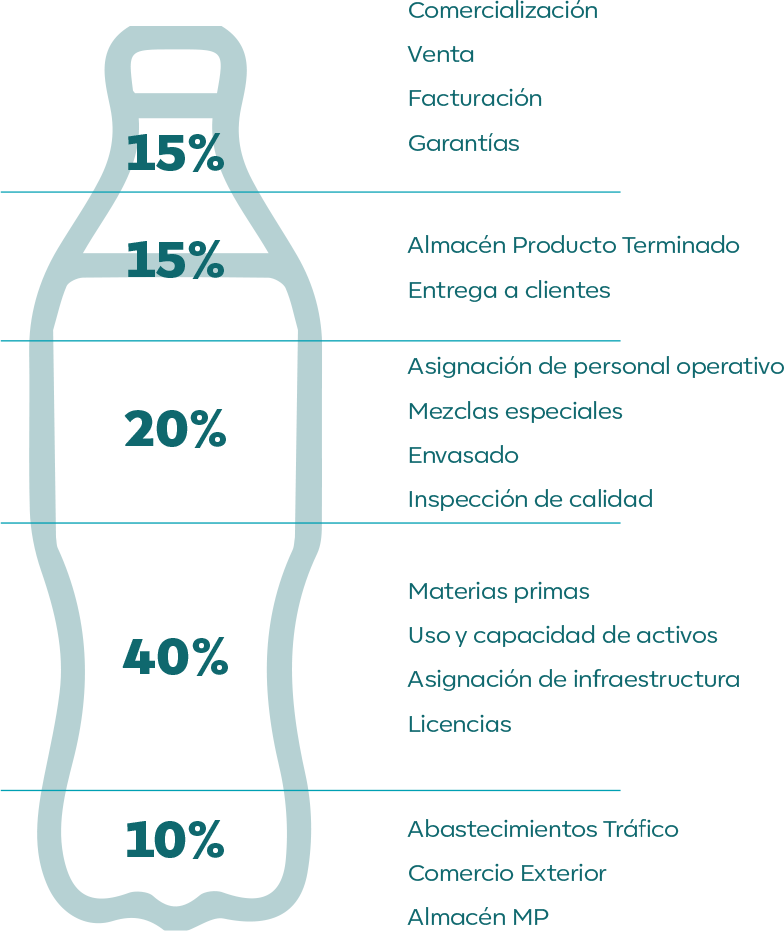 Comercialización
Venta
Facturación
Garantías
15%
Almacén Producto Terminado
15%
Entrega a clientes
Asignación de personal operativo
Mezclas especiales
20%
Envasado
Inspección de calidad
Materias primas
Uso y capacidad de activos
40%
Asignación de infraestructura
Licencias
Abastecimientos Tráfico
10%
Comercio Exterior
Almacén MP